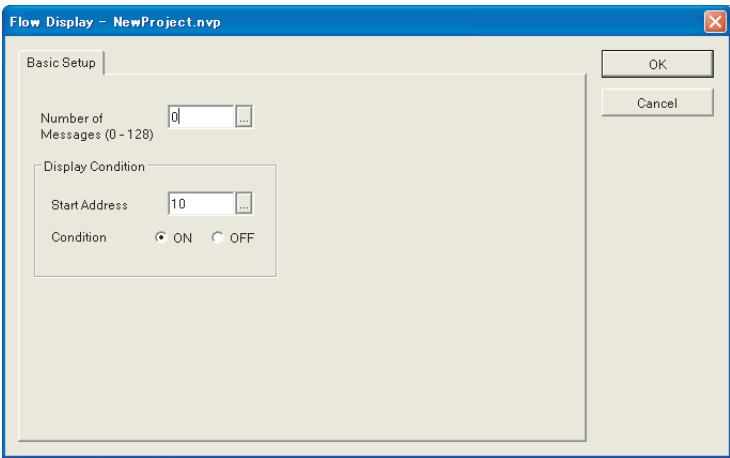 Flow Display - NewProject.nvp
Basic Setup
OK
Cancel
Number of
Messages (0 - 128)
0
...
Display Condition
Start Address
10
...
Condition
ON
OFF